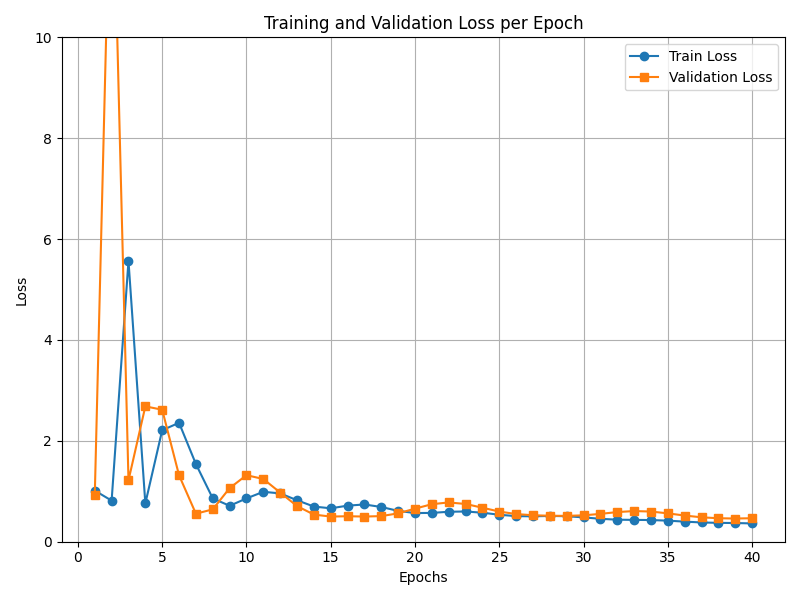 Training and Validation Loss per Epoch
10
8
6
4
2
0
Loss
Train Loss
Validation Loss
0 5 10 15 20 25 30 35 40
Epochs